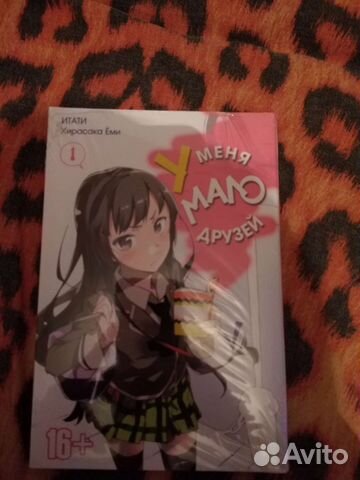 ИТАТИ
Хирасака Ёми
1
У МЕНЯ
МАЛО
ДРУЗЕЙ
16+
Avito